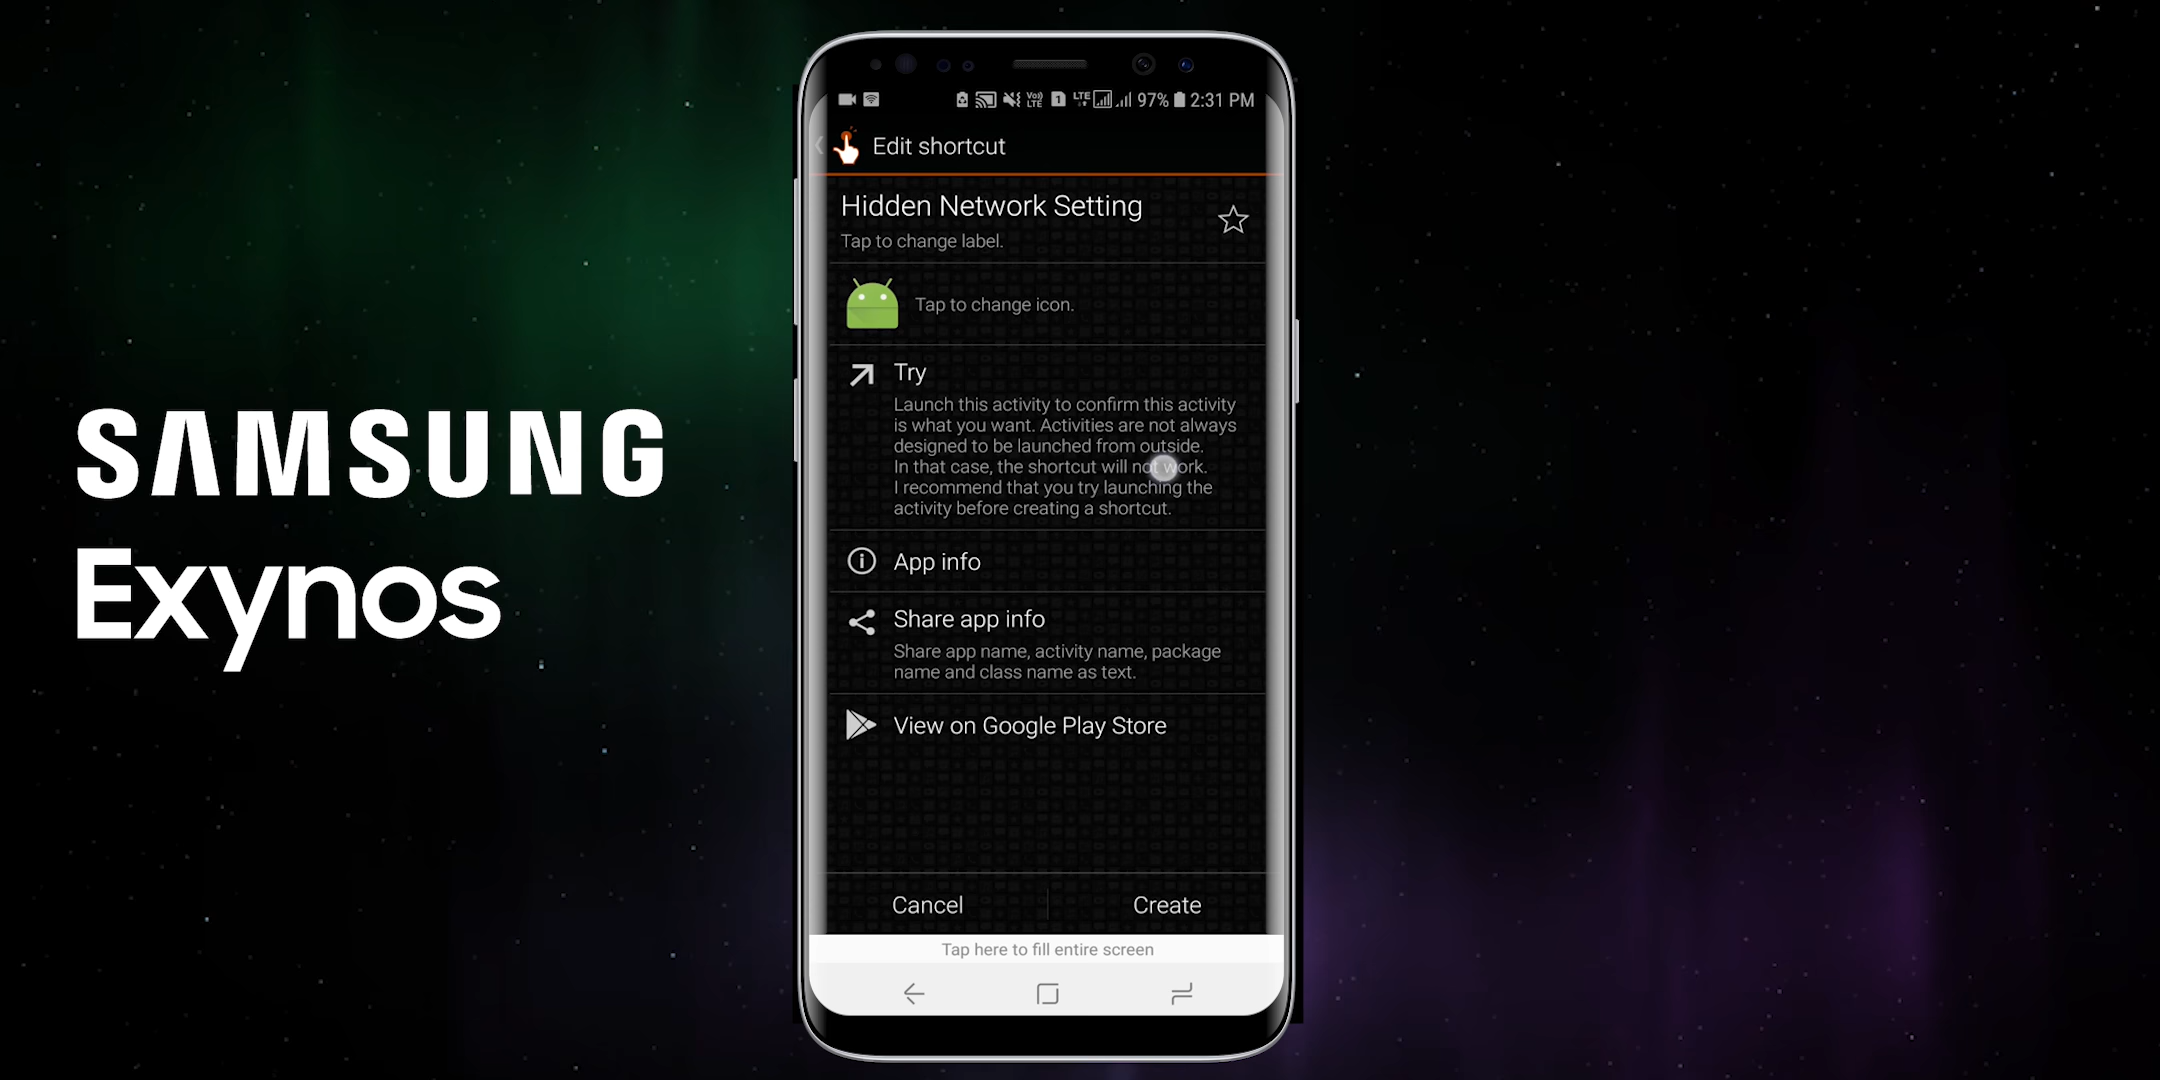 SAMSUNG
Exynos
Vo)) LTE 1 LTE 97% 2:31 PM
Edit shortcut
Hidden Network Setting
Tap to change label.
Tap to change icon.
Try
Launch this activity to confirm this activity
is what you want. Activities are not always
designed to be launched from outside.
In that case, the shortcut will not work.
I recommend that you try launching the
activity before creating a shortcut.
App info
Share app info
Share app name, activity name, package
name and class name as text.
View on Google Play Store
Cancel
Create
Tap here to fill entire screen